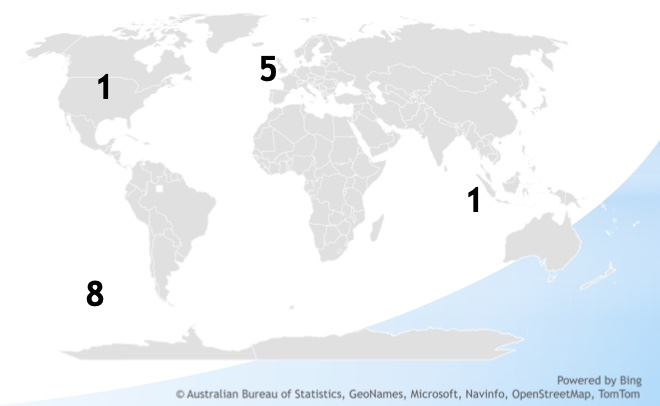 5
1
1
8
Powered by Bing
© Australian Bureau of Statistics, GeoNames, Microsoft, Navinfo, OpenStreetMap, TomTom